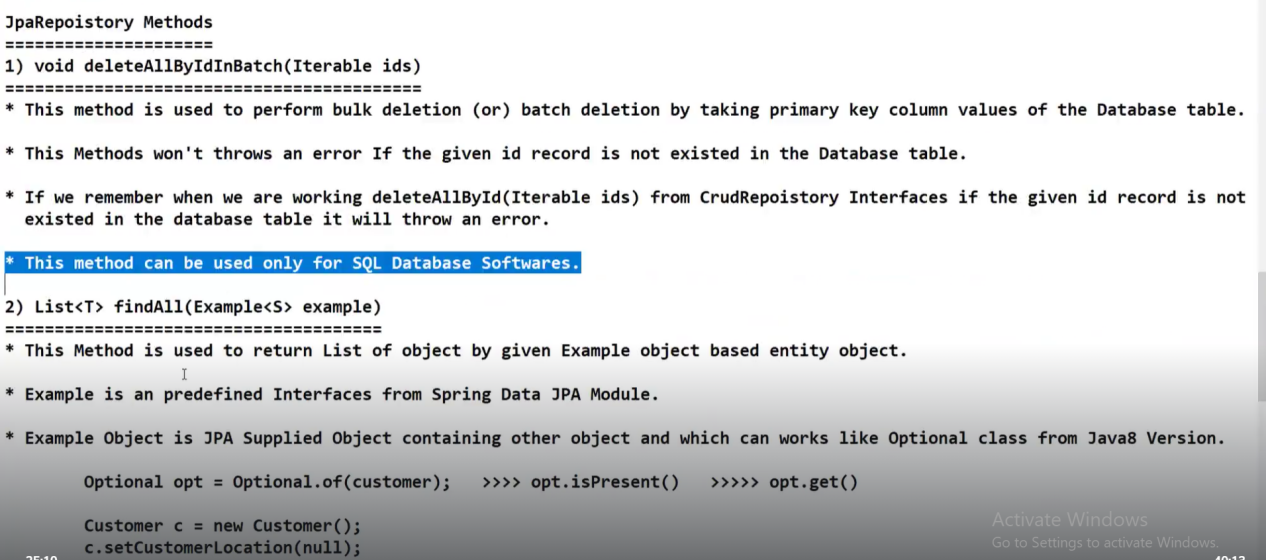 JpaRepoistory Methods
=====================
1) void deleteAllByIdInBatch(Iterable ids)
==========================================
* This method is used to perform bulk deletion (or) batch deletion by taking primary key column values of the Database table.
* This Methods won't throws an error If the given id record is not existed in the Database table.
* If we remember when we are working deleteAllById(Iterable ids) from CrudRepoistory Interfaces if the given id record is not
existed in the database table it will throw an error.
* This method can be used only for SQL Database Softwares.
2) List<T> findAll(Example<S> example)
======================================
* This Method is used to return List of object by given Example object based entity object.
* Example is an predefined Interfaces from Spring Data JPA Module.
* Example Object is JPA Supplied Object containing other object and which can works like Optional class from Java8 Version.
Optional opt = Optional.of(customer); >>>> opt.isPresent() >>>>> opt.get()
Customer c = new Customer();
c.setCustomerLocation(null);
Activate Windows
Go to Settings to activate Windows.